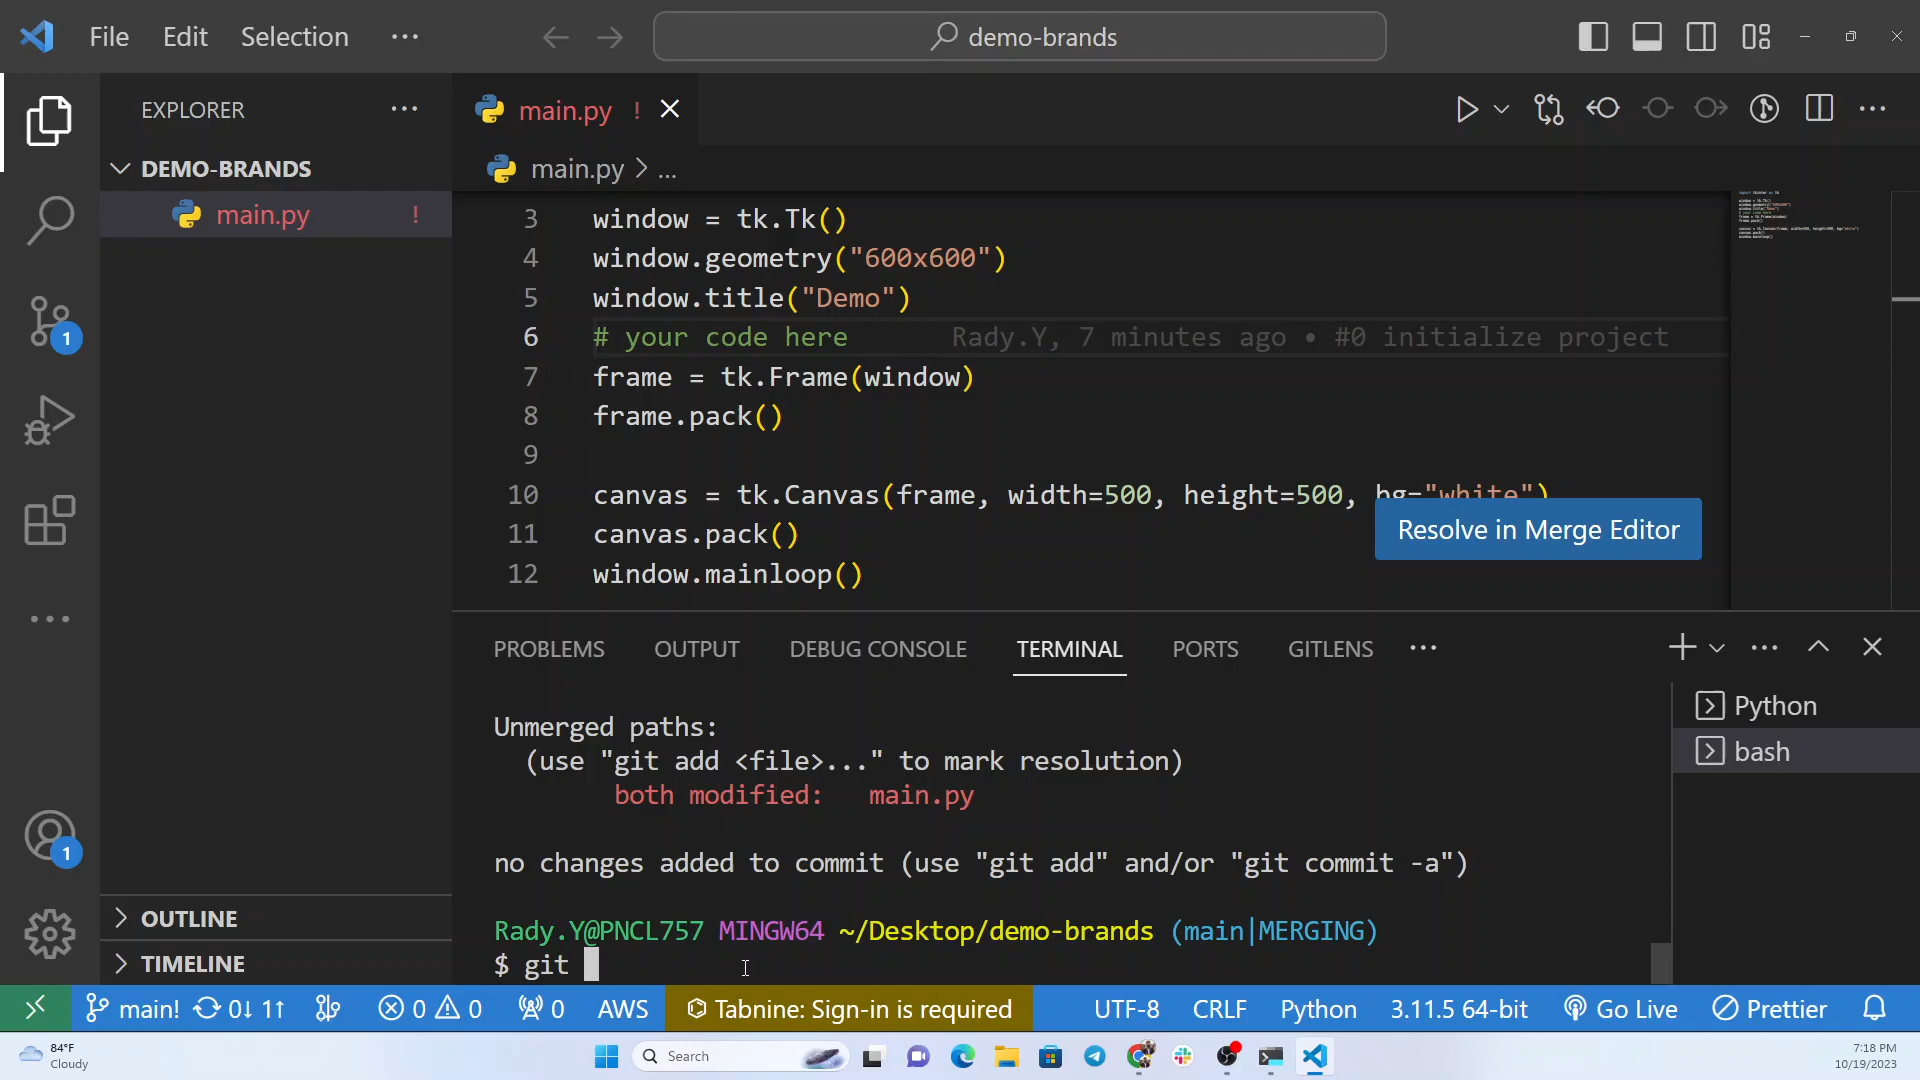 File Edit Selection ··· demo-brands
EXPLORER ···
DEMO-BRANDS
main.py !
main.py !
main.py > ...
3 window = tk.Tk()
4 window.geometry("600x600")
5 window.title("Demo")
6 # your code here Rady.Y, 7 minutes ago • #0 initialize project
7 frame = tk.Frame(window)
8 frame.pack()
9
10 canvas = tk.Canvas(frame, width=500, height=500, bg="white")
11 canvas.pack()
12 window.mainloop()
Resolve in Merge Editor
PROBLEMS OUTPUT DEBUG CONSOLE TERMINAL PORTS GITLENS ···
Unmerged paths:
(use "git add <file>..." to mark resolution)
both modified: main.py
no changes added to commit (use "git add" and/or "git commit -a")
Rady.Y@PNCL757 MINGW64 ~/Desktop/demo-brands (main|MERGING)
$ git
Python
bash
1
1
OUTLINE
TIMELINE
main! 0↓ 1↑ 0 0 0 AWS Tabnine: Sign-in is required UTF-8 CRLF Python 3.11.5 64-bit Go Live Prettier
84°F
Cloudy
Search
7:18 PM
10/19/2023